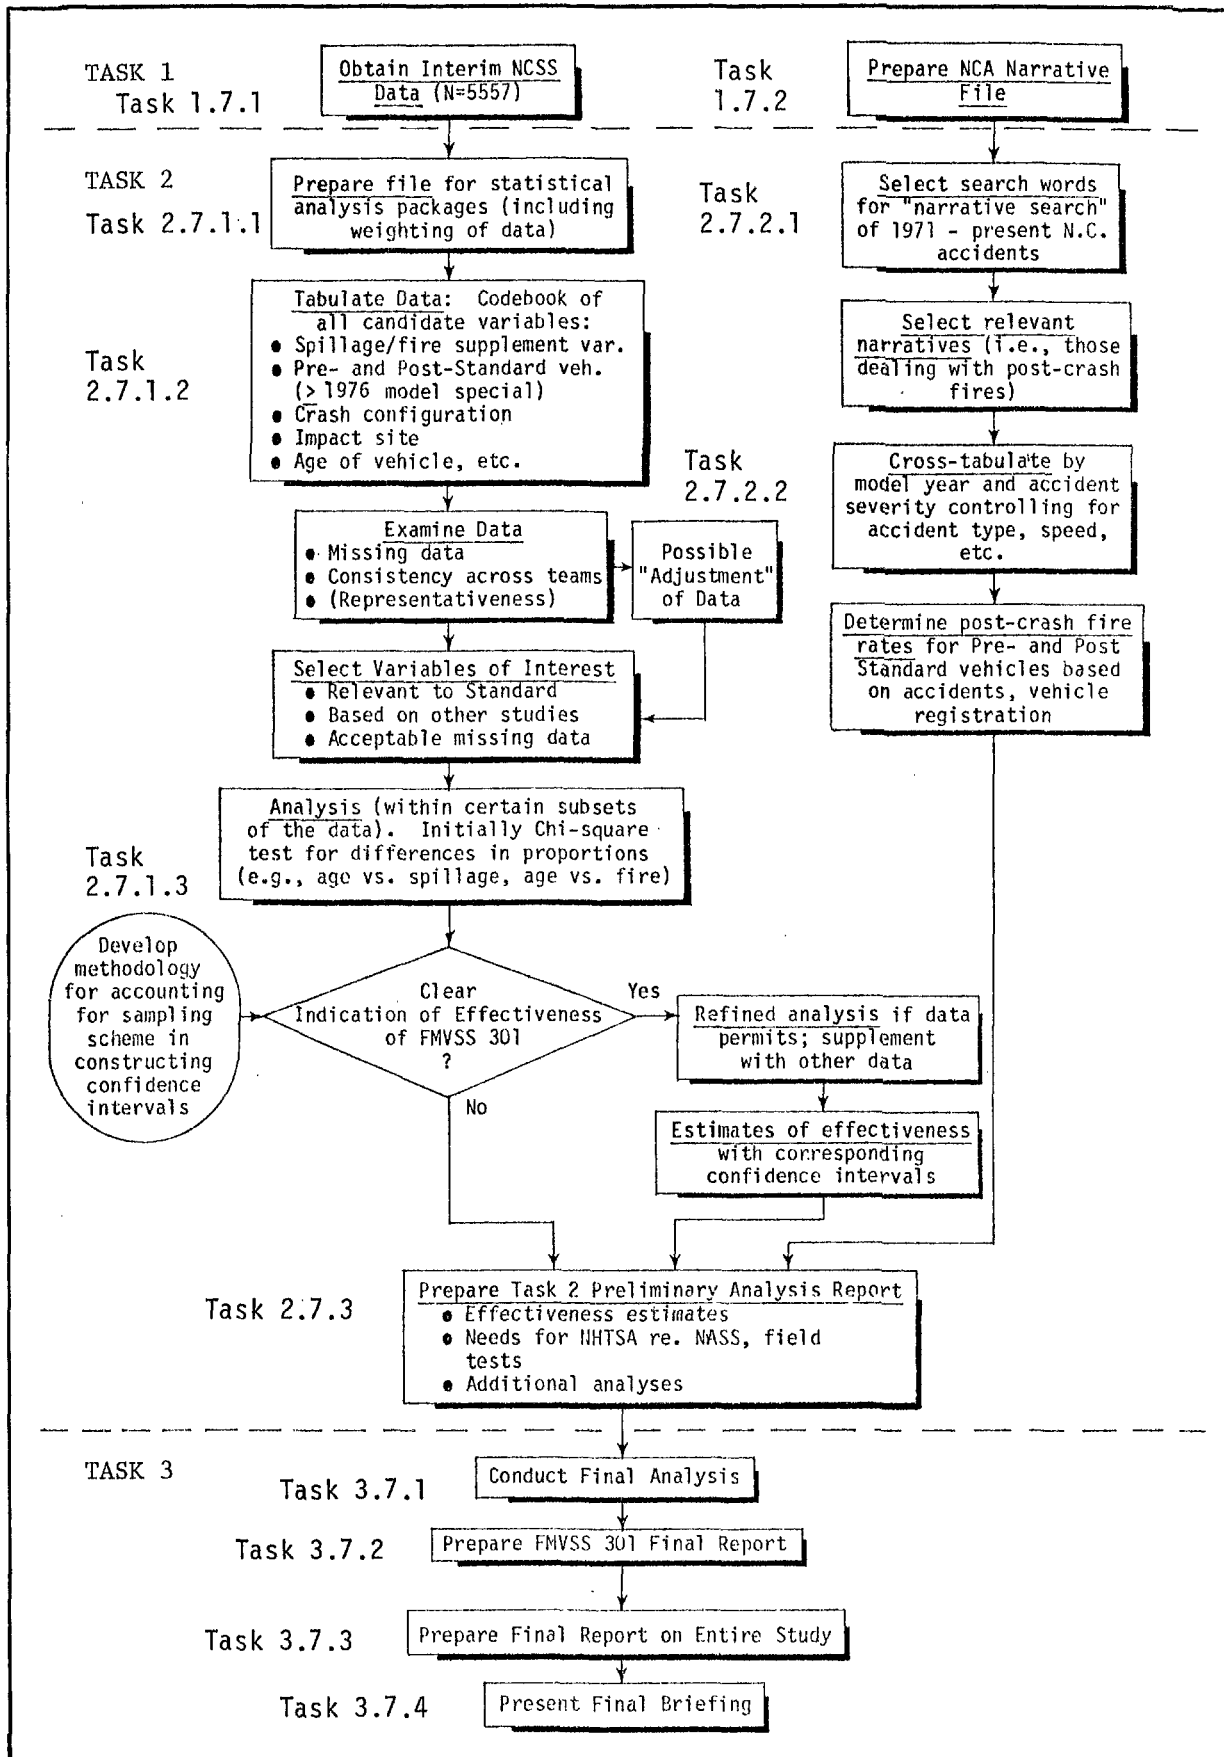 TASK 1
Task 1.7.1
Obtain Interim NCSS
Data (N=5557)
Task
1.7.2
Prepare NCA Narrative
File
TASK 2
Task 2.7.1.1
Prepare file for statistical
analysis packages (including
weighting of data)
Task
2.7.2.1
Select search words
for "narrative search"
of 1971 - present N.C.
accidents
Task
2.7.1.2
Tabulate Data: Codebook of
all candidate variables:
● Spillage/fire supplement var.
● Pre- and Post-Standard veh.
(≥ 1976 model special)
● Crash configuration
● Impact site
● Age of vehicle, etc.
Select relevant
narratives (i.e., those
dealing with post-crash
fires)
Task
2.7.2.2
Cross-tabulate by
model year and accident
severity controlling for
accident type, speed,
etc.
Examine Data
● Missing data
● Consistency across teams
● (Representativeness)
Possible
"Adjustment"
of Data
Determine post-crash fire
rates for Pre- and Post
Standard vehicles based
on accidents, vehicle
registration
Select Variables of Interest
● Relevant to Standard
● Based on other studies
● Acceptable missing data
Task
2.7.1.3
Analysis (within certain subsets
of the data). Initially Chi-square
test for differences in proportions
(e.g., age vs. spillage, age vs. fire)
Develop
methodology
for accounting
for sampling
scheme in
constructing
confidence
intervals
Clear
Indication of Effectiveness
of FMVSS 301
?
Yes
No
Refined analysis if data
permits; supplement
with other data
Estimates of effectiveness
with corresponding
confidence intervals
Task 2.7.3
Prepare Task 2 Preliminary Analysis Report
● Effectiveness estimates
● Needs for NHTSA re. NASS, field
tests
● Additional analyses
TASK 3
Task 3.7.1
Conduct Final Analysis
Task 3.7.2
Prepare FMVSS 301 Final Report
Task 3.7.3
Prepare Final Report on Entire Study
Task 3.7.4
Present Final Briefing